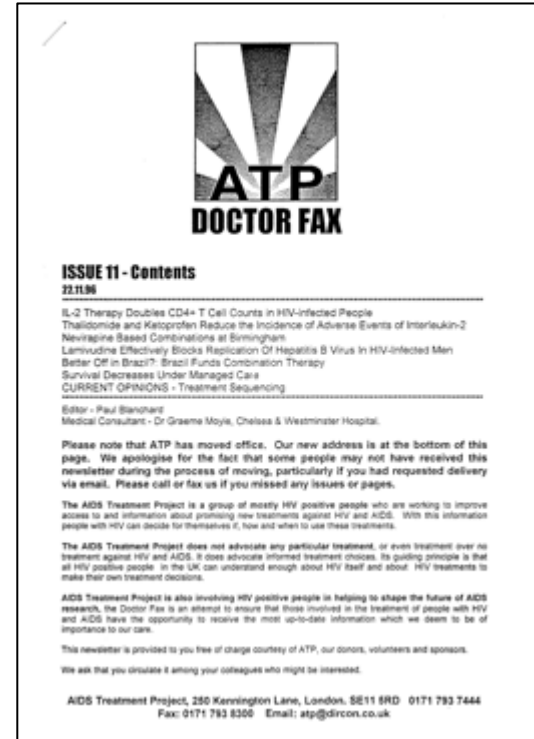 ATP
DOCTOR FAX
ISSUE 11 - Contents
22.11.96
IL-2 Therapy Doubles CD4+ T Cell Counts in HIV-infected People
Thalidomide and Ketoprofen Reduce the Incidence of Adverse Events of Interleukin-2
Nevirapine Based Combinations at Birmingham
Lamivudine Effectively Blocks Replication Of Hepatitis B Virus In HIV-Infected Men
Better Off in Brazil?: Brazil Funds Combination Therapy
Survival Decreases Under Managed Care
CURRENT OPINIONS - Treatment Sequencing
Editor - Paul Blanchard
Medical Consultant - Dr Graeme Moyle, Chelsea & Westminster Hospital.
Please note that ATP has moved office. Our new address is at the bottom of this
page. We apologise for the fact that some people may not have received this
newsletter during the process of moving, particularly if you had requested delivery
via email. Please call or fax us if you missed any issues or pages.
The AIDS Treatment Project is a group of mostly HIV positive people who are working to improve
access to and information about promising new treatments against HIV and AIDS. With this information
people with HIV can decide for themselves if, how and when to use these treatments.
The AIDS Treatment Project does not advocate any particular treatment, or even treatment over no
treatment against HIV and AIDS. It does advocate informed treatment choices. Its guiding principle is that
all HIV positive people in the UK can understand enough about HIV itself and about HIV treatments to
make their own treatment decisions.
AIDS Treatment Project is also involving HIV positive people in helping to shape the future of AIDS
research, the Doctor Fax is an attempt to ensure that those involved in the treatment of people with HIV
and AIDS have the opportunity to receive the most up-to-date information which we deem to be of
importance to our care.
This newsletter is provided to you free of charge courtesy of ATP, our donors, volunteers and sponsors.
We ask that you circulate it among your colleagues who might be interested.
AIDS Treatment Project, 250 Kennington Lane, London. SE11 5RD 0171 793 7444
Fax: 0171 793 8300 Email: atp@dircon.co.uk